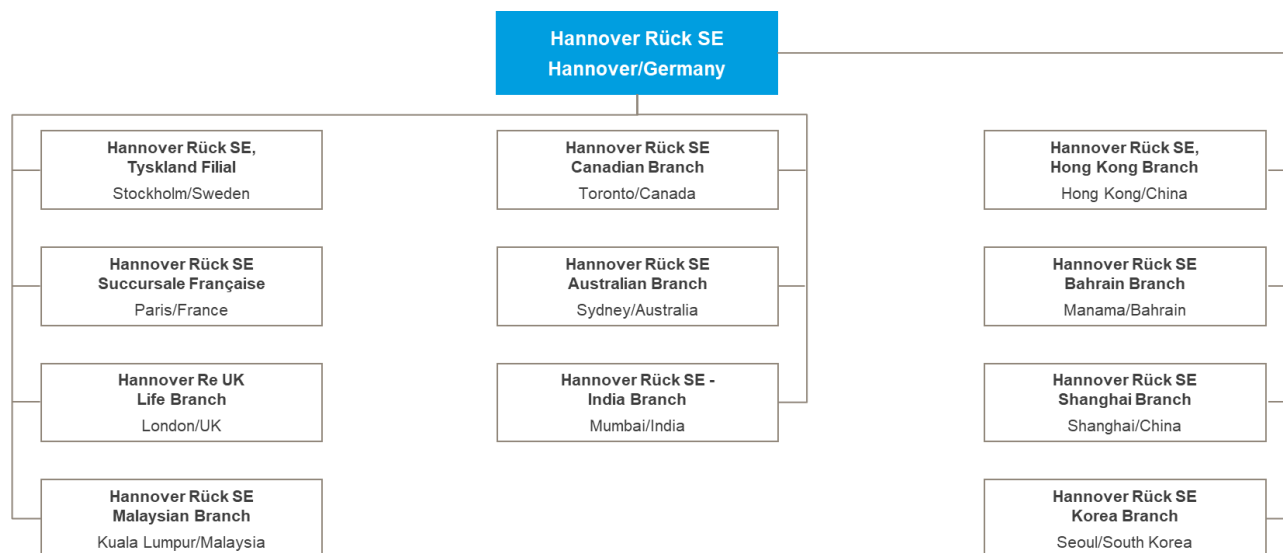 Hannover Rück SE
Hannover/Germany
Hannover Rück SE,
Tyskland Filial
Stockholm/Sweden
Hannover Rück SE
Canadian Branch
Toronto/Canada
Hannover Rück SE,
Hong Kong Branch
Hong Kong/China
Hannover Rück SE
Succursale Française
Paris/France
Hannover Rück SE
Australian Branch
Sydney/Australia
Hannover Rück SE
Bahrain Branch
Manama/Bahrain
Hannover Re UK
Life Branch
London/UK
Hannover Rück SE -
India Branch
Mumbai/India
Hannover Rück SE
Shanghai Branch
Shanghai/China
Hannover Rück SE
Malaysian Branch
Kuala Lumpur/Malaysia
Hannover Rück SE
Korea Branch
Seoul/South Korea